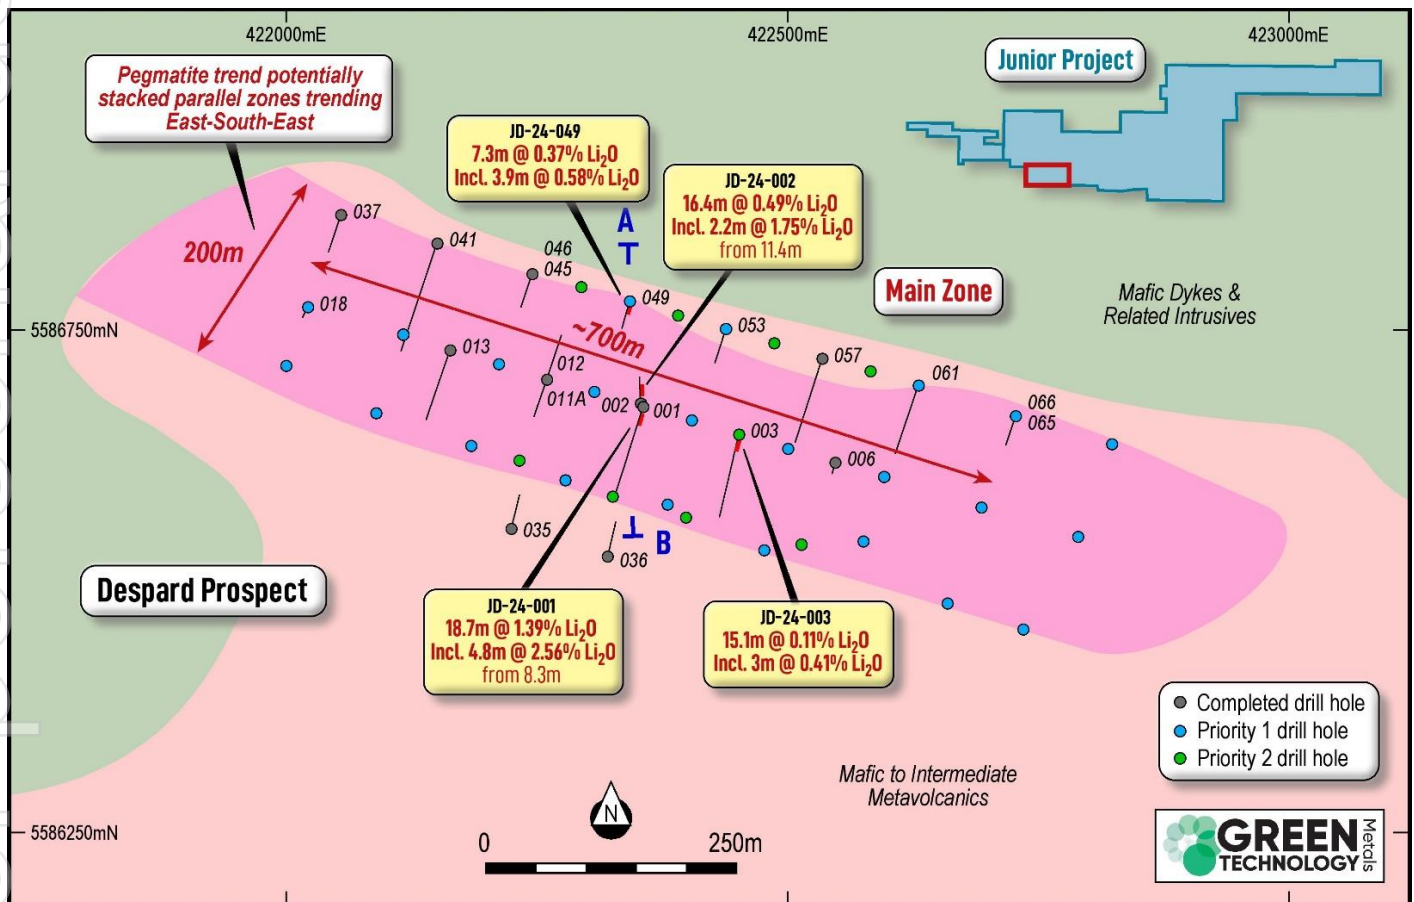 422000mE
422500mE
423000mE
Pegmatite trend potentially
stacked parallel zones trending
East-South-East
JD-24-049
7.3m @ 0.37% Li₂O
Incl. 3.9m @ 0.58% Li₂O
JD-24-002
16.4m @ 0.49% Li₂O
Incl. 2.2m @ 1.75% Li₂O
from 11.4m
Junior Project
Main Zone
Mafic Dykes &
Related Intrusives
A
200m
~700m
037
041
046
045
049
053
057
061
066
065
018
013
012
011A
002
001
003
006
035
036
B
5586750mN
5586250mN
Despard Prospect
JD-24-001
18.7m @ 1.39% Li₂O
Incl. 4.8m @ 2.56% Li₂O
from 8.3m
JD-24-003
15.1m @ 0.11% Li₂O
Incl. 3m @ 0.41% Li₂O
Completed drill hole
Priority 1 drill hole
Priority 2 drill hole
Mafic to Intermediate
Metavolcanics
N
0
250m
GREEN
TECHNOLOGY
Metals